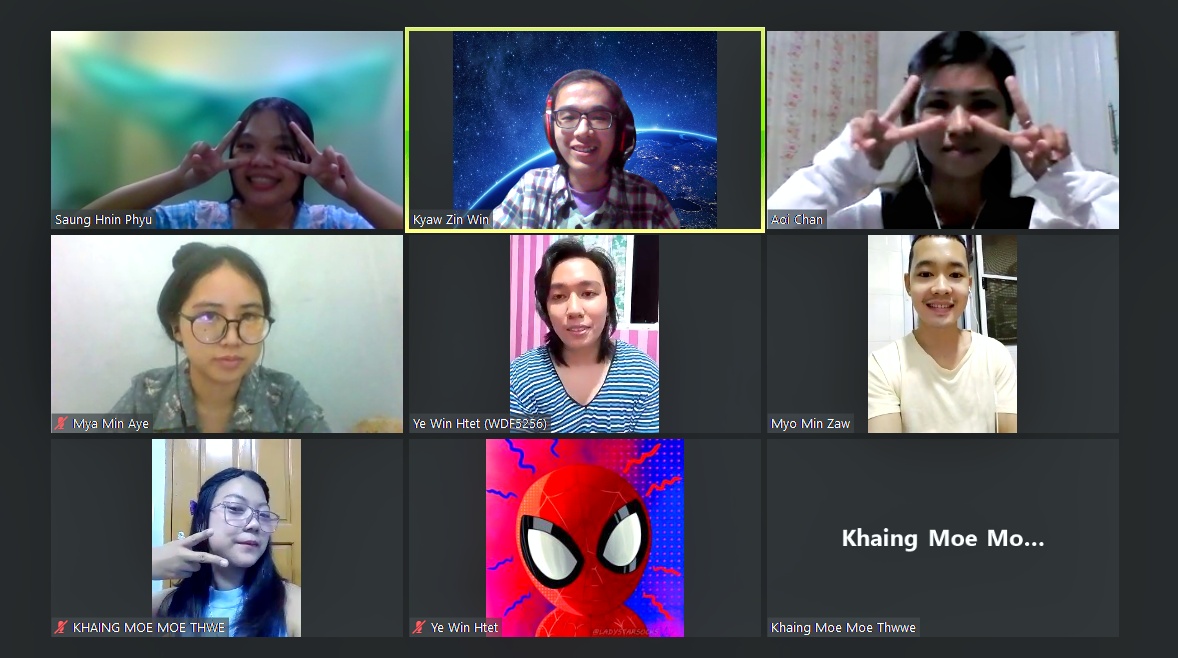 Saung Hnin Phyu
Kyaw Zin Win
Aoi Chan
Mya Min Aye
Ye Win Htet (WDF5256)
Myo Min Zaw
Khaing Moe Mo...
KHAING MOE MOE THWE
Ye Win Htet
Khaing Moe Moe Thwwe